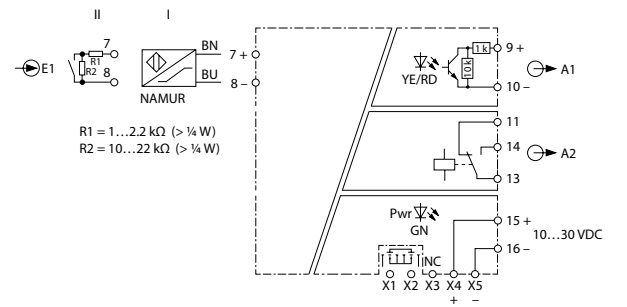 II I
E1
7
R1
R2
8
BN
BU
NAMUR
7 +
8 –
R1 = 1…2.2 kΩ (> ¼ W)
R2 = 10…22 kΩ (> ¼ W)
YE/RD
1 k
10 k
9 +
10 –
A1
11
14
13
A2
Pwr
GN
15 +
16 –
10…30 VDC
NC
X1 X2 X3 X4 X5
+ –